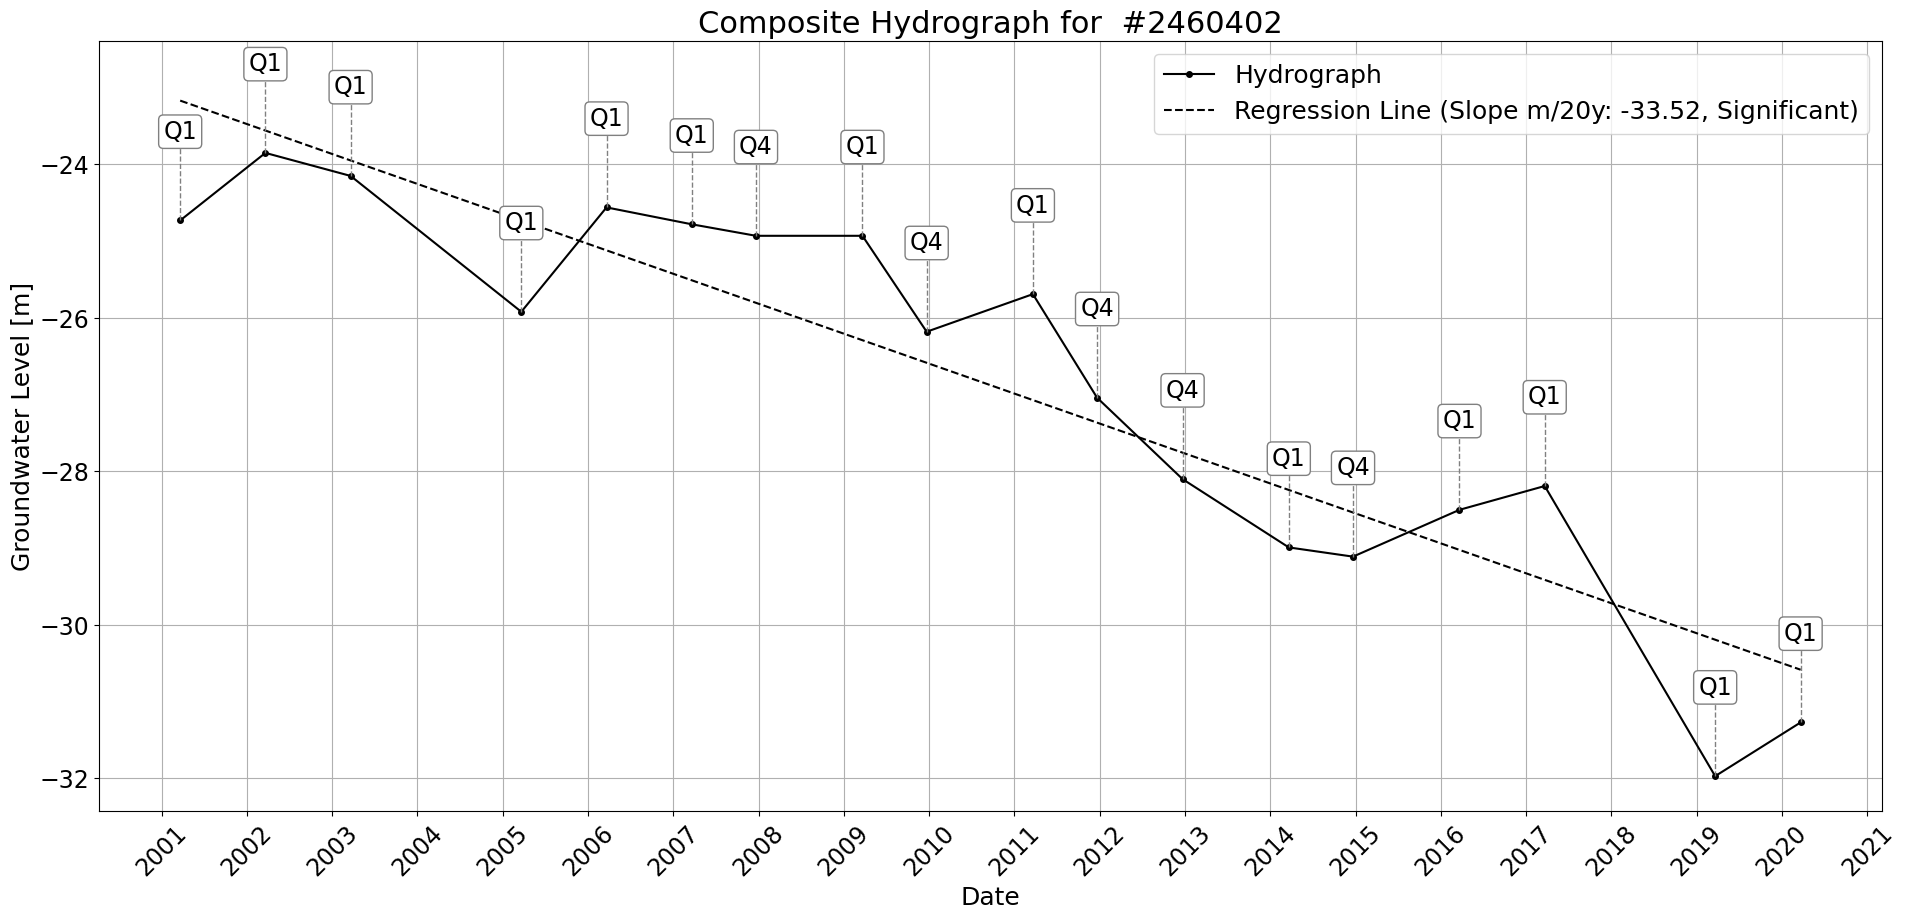 Composite Hydrograph for  #2460402
Hydrograph
Regression Line (Slope m/20y: -33.52, Significant)
Q1
Q1
Q1
Q1
Q1
Q1
Q4
Q1
Q4
Q1
Q4
Q4
Q1
Q4
Q1
Q1
Q1
Q1
Groundwater Level [m]
−24
−26
−28
−30
−32
2001
2002
2003
2004
2005
2006
2007
2008
2009
2010
2011
2012
2013
2014
2015
2016
2017
2018
2019
2020
2021
Date